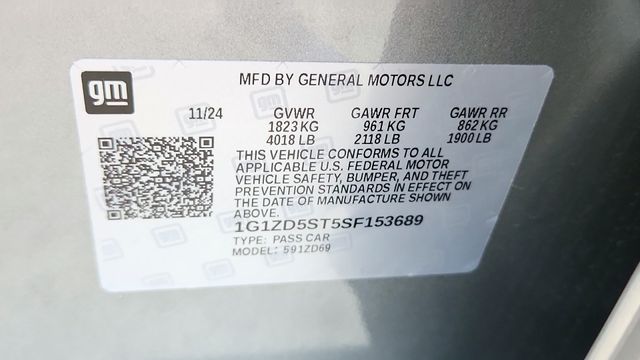 gm
MFD BY GENERAL MOTORS LLC
11/24 GVWR GAWR FRT GAWR RR
1823 KG 961 KG 862 KG
4018 LB 2118 LB 1900 LB
THIS VEHICLE CONFORMS TO ALL
APPLICABLE U.S. FEDERAL MOTOR
VEHICLE SAFETY, BUMPER, AND THEFT
PREVENTION STANDARDS IN EFFECT ON
THE DATE OF MANUFACTURE SHOWN
ABOVE.
1G1ZD5ST5SF153689
TYPE: PASS CAR
MODEL: 591ZD69